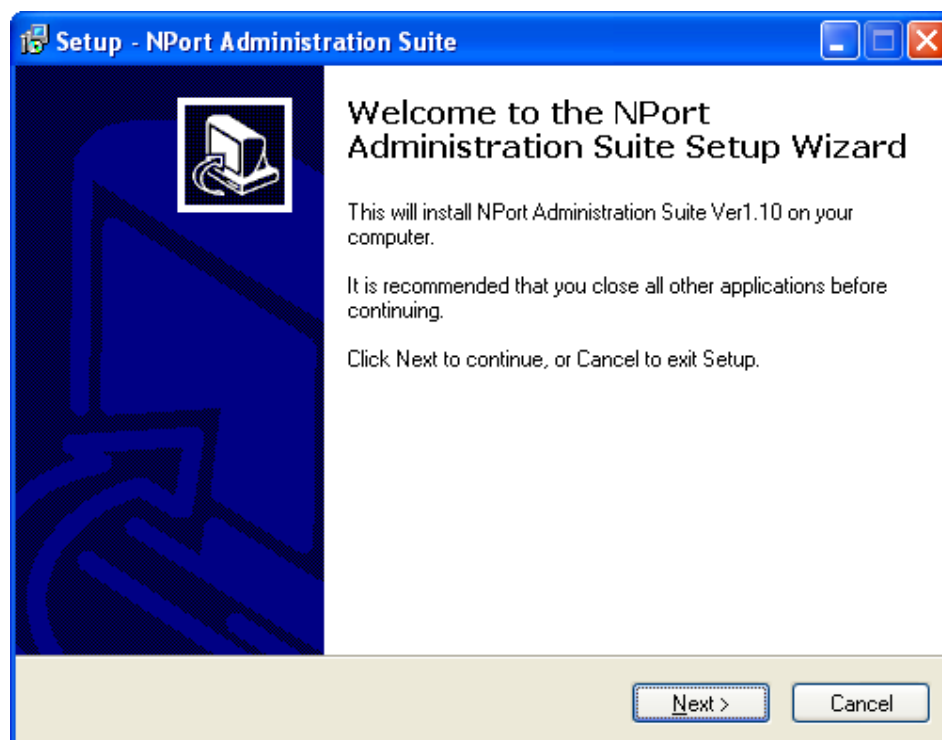 Setup - NPort Administration Suite
Welcome to the NPort
Administration Suite Setup Wizard
This will install NPort Administration Suite Ver1.10 on your
computer.
It is recommended that you close all other applications before
continuing.
Click Next to continue, or Cancel to exit Setup.
Next >
Cancel